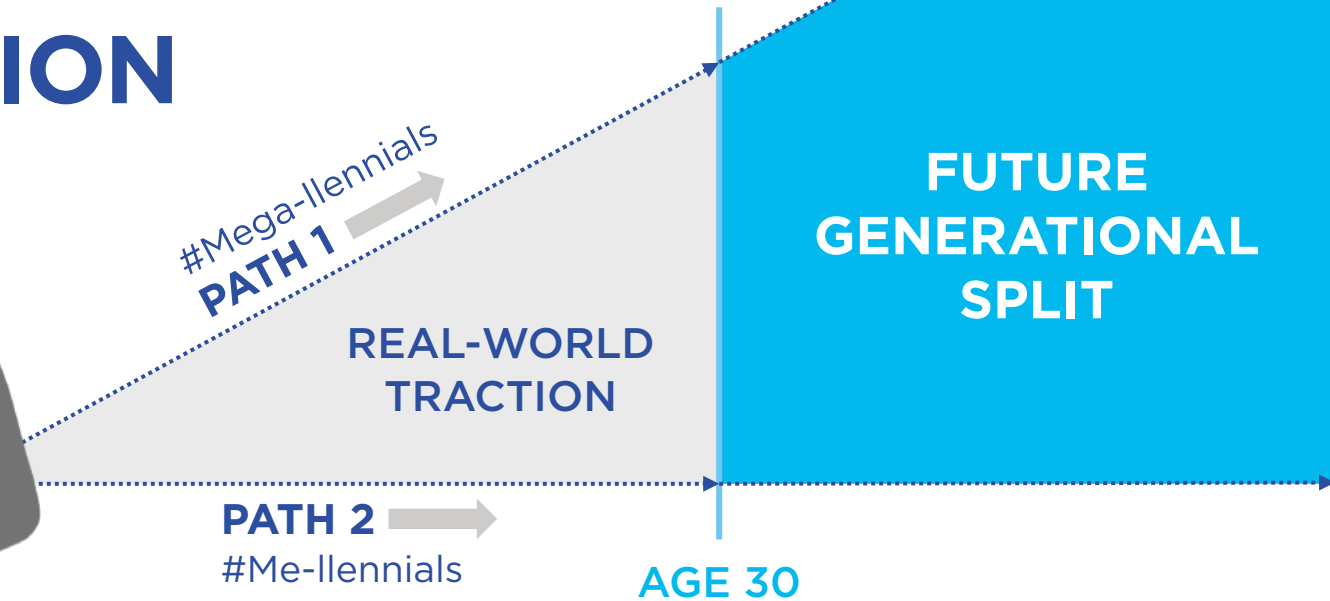 ION
#Mega-llennials
PATH 1
FUTURE
GENERATIONAL
SPLIT
REAL-WORLD
TRACTION
PATH 2
#Me-llennials
AGE 30